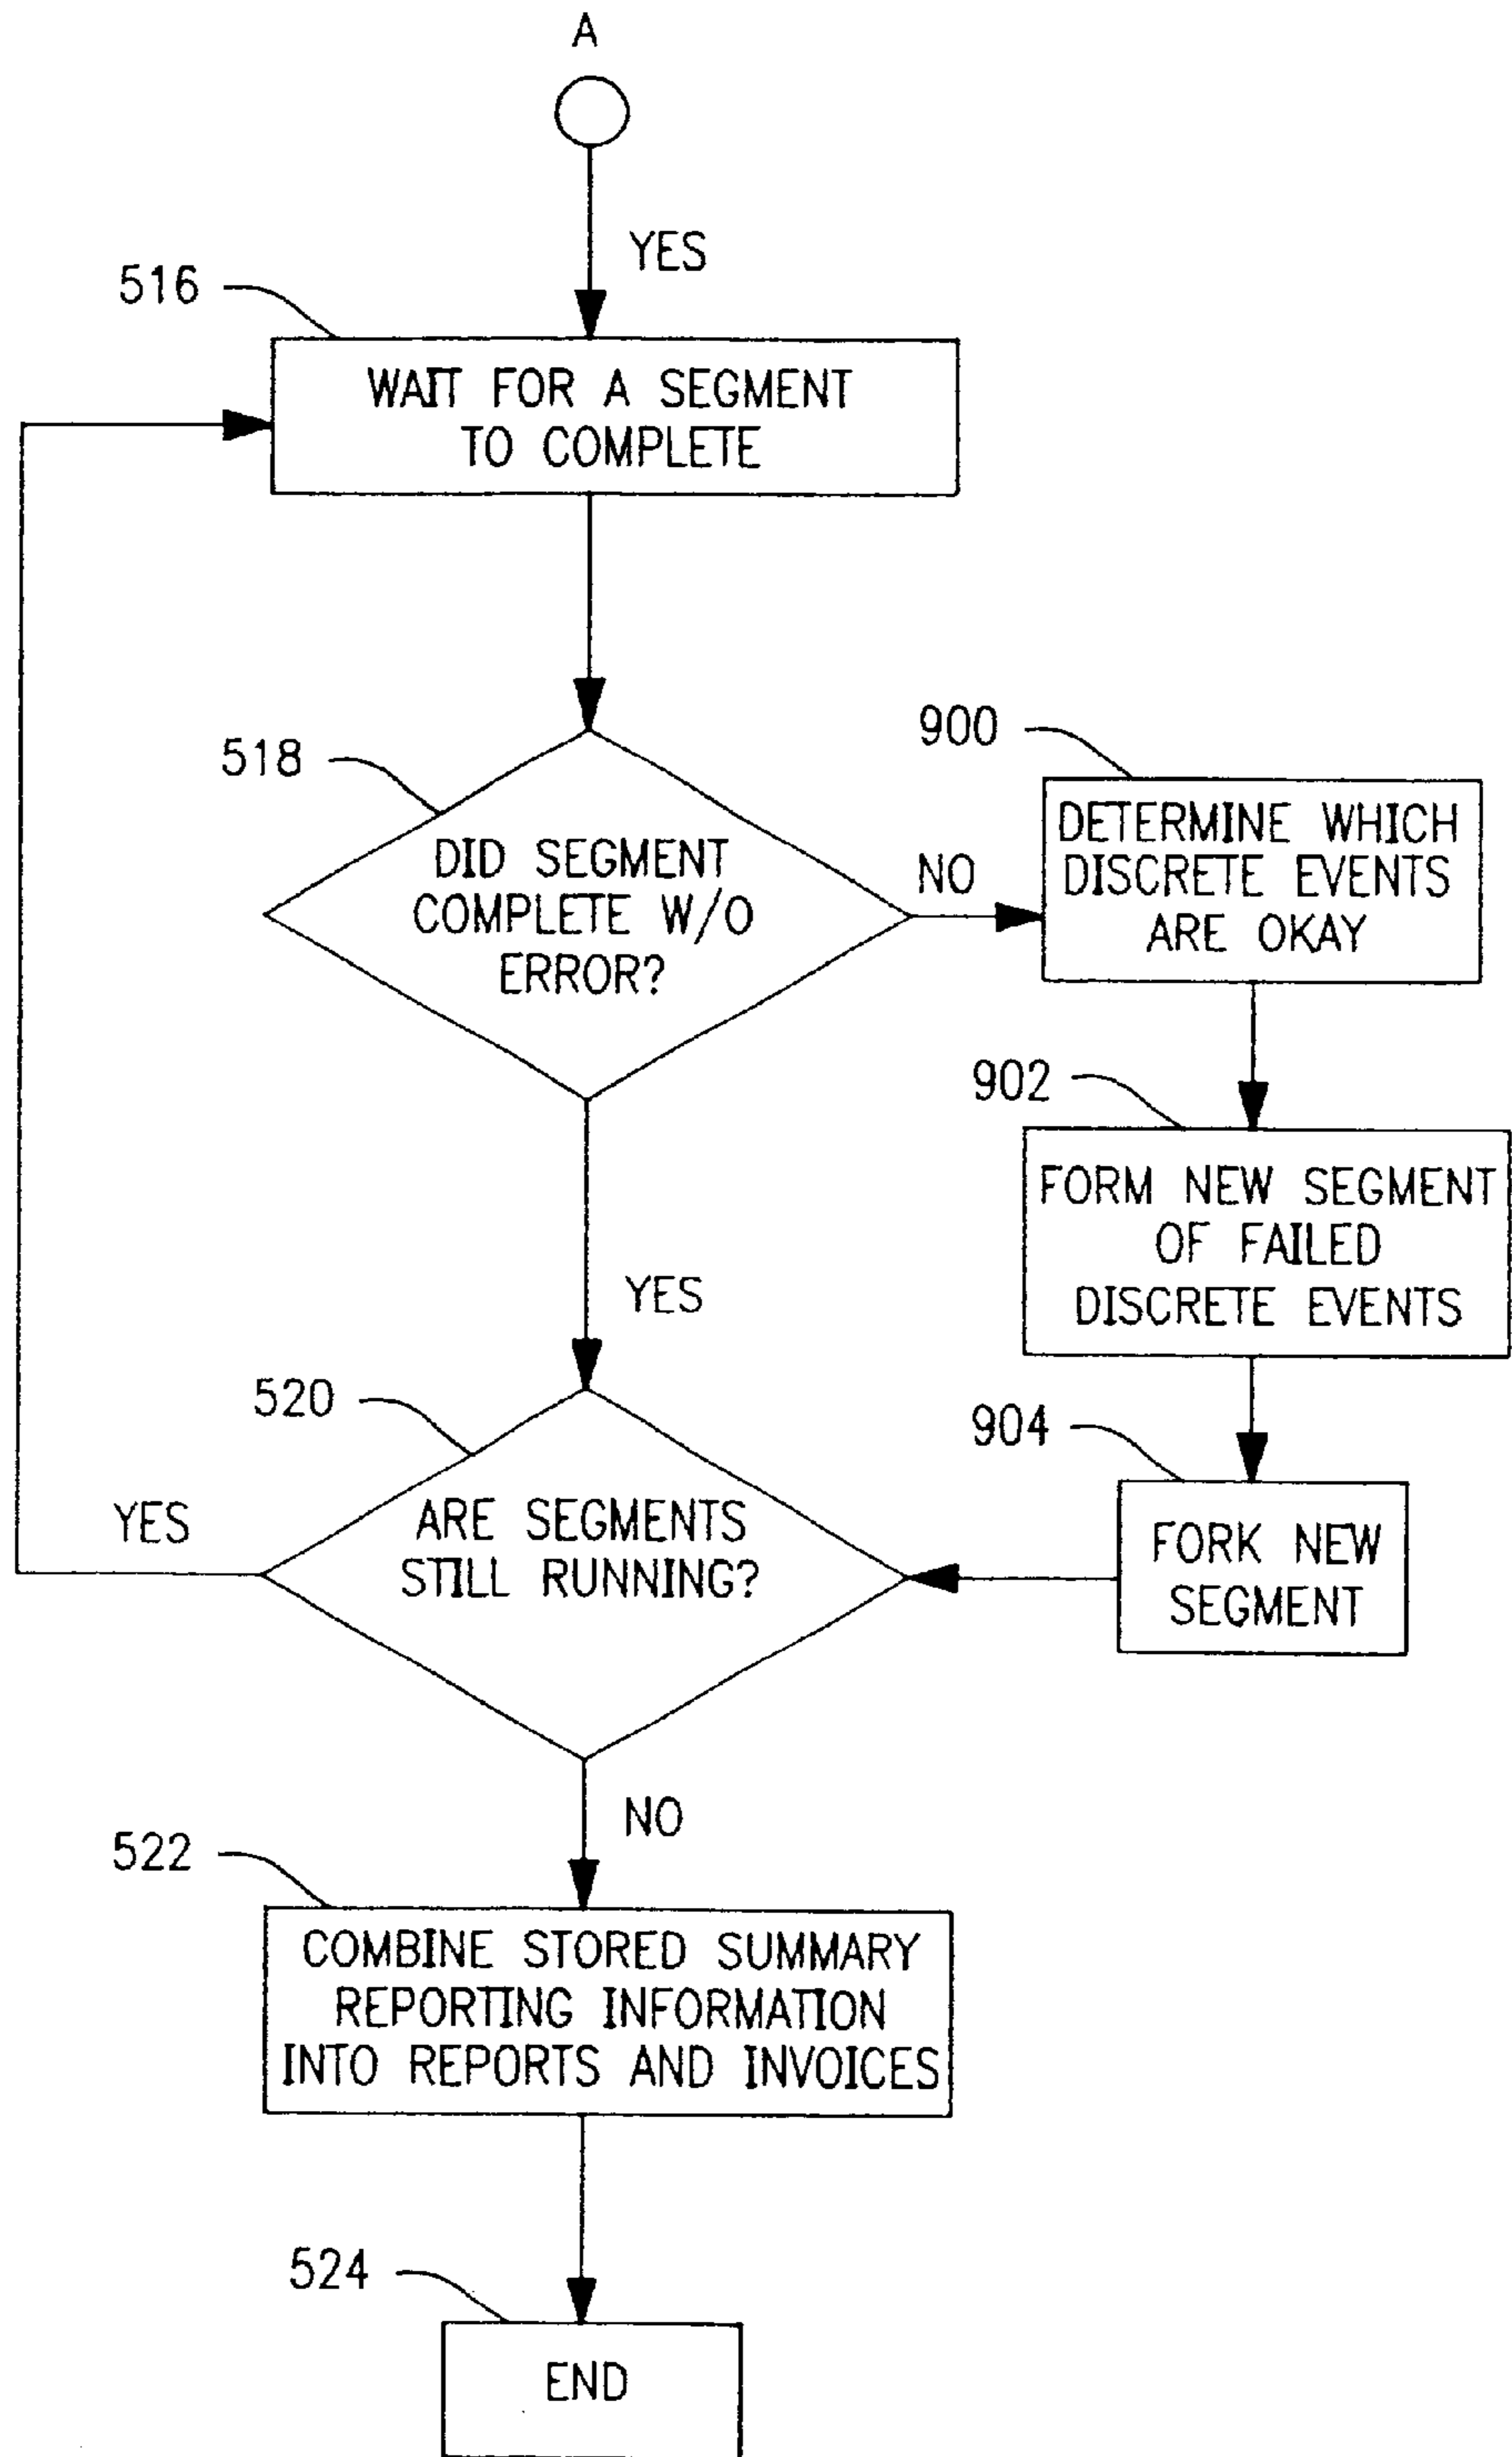 A
YES
516
WAIT FOR A SEGMENT
TO COMPLETE
518
DID SEGMENT
COMPLETE W/O
ERROR?
NO
900
DETERMINE WHICH
DISCRETE EVENTS
ARE OKAY
902
FORM NEW SEGMENT
OF FAILED
DISCRETE EVENTS
YES
904
FORK NEW
SEGMENT
520
ARE SEGMENTS
STILL RUNNING?
YES
NO
522
COMBINE STORED SUMMARY
REPORTING INFORMATION
INTO REPORTS AND INVOICES
524
END